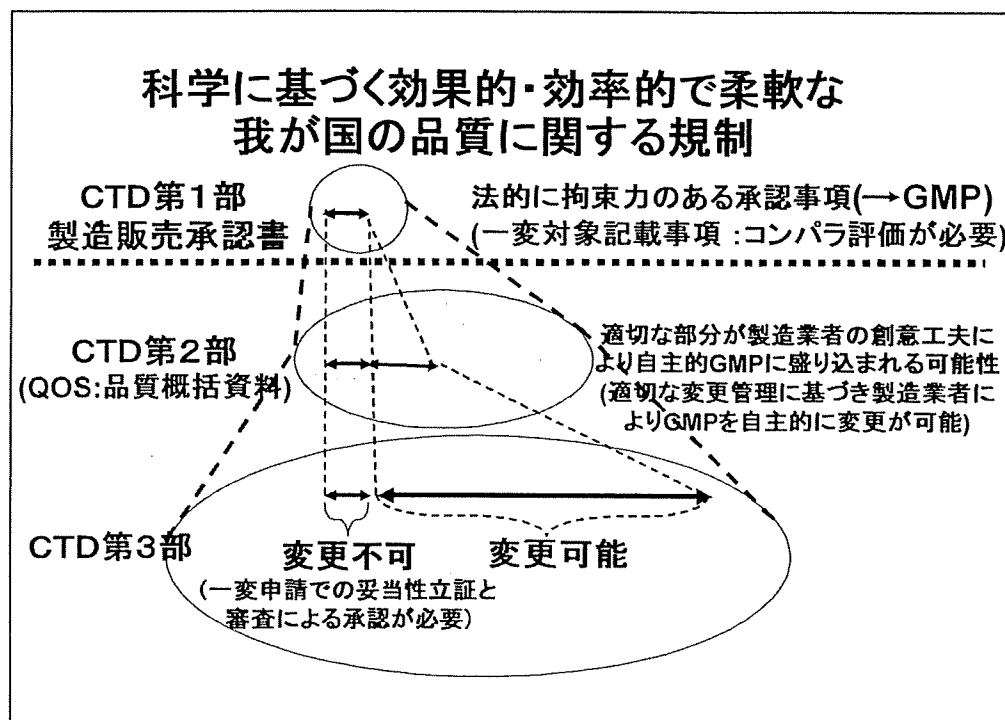 科学に基づく効果的・効率的で柔軟な
我が国の品質に関する規制
CTD第1部
製造販売承認書
法的に拘束力のある承認事項(→GMP)
(一変対象記載事項:コンパラ評価が必要)
CTD第2部
(QOS:品質概括資料)
適切な部分が製造業者の創意工夫に
より自主的GMPに盛り込まれる可能性
(適切な変更管理に基づき製造業者に
よりGMPを自主的に変更が可能)
CTD第3部
変更不可
(一変申請での妥当性立証と
審査による承認が必要)
変更可能